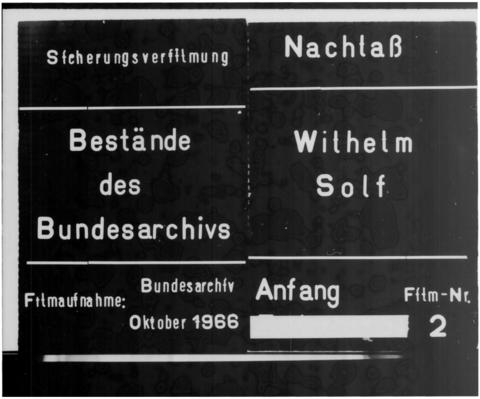 Sicherungsverfilmung
Nachlaß
Bestände
des
Bundesarchivs
Wilhelm
Solf
Filmaufnahme:
Bundesarchiv
Oktober 1966
Anfang
Film-Nr.
2